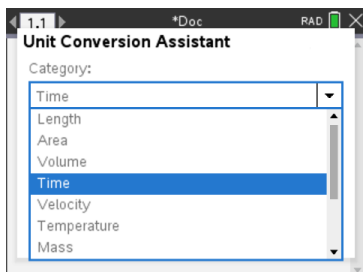 1.1 *Doc RAD
Unit Conversion Assistant
Category:
Time
Length
Area
Volume
Time
Velocity
Temperature
Mass